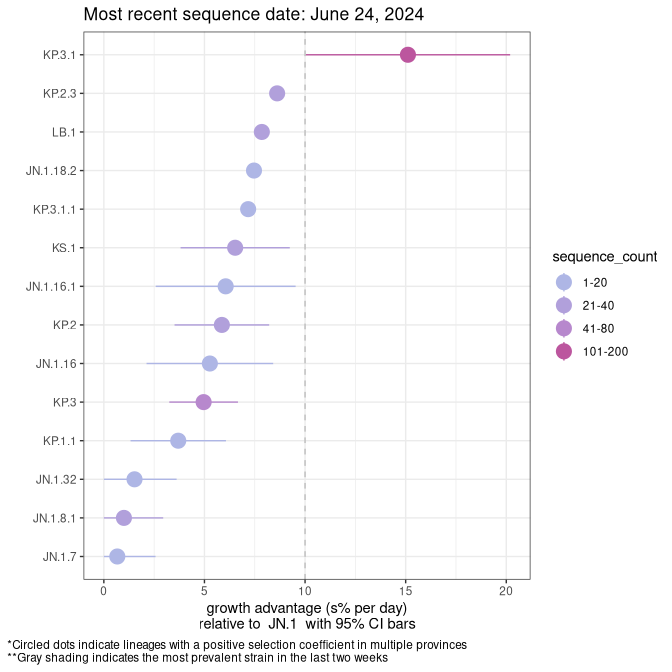 Most recent sequence date: June 24, 2024
KP.3.1
KP.2.3
LB.1
JN.1.18.2
KP.3.1.1
KS.1
JN.1.16.1
KP.2
JN.1.16
KP.3
KP.1.1
JN.1.32
JN.1.8.1
JN.1.7
0 5 10 15 20
growth advantage (s% per day)
relative to JN.1 with 95% CI bars
sequence_count
1-20
21-40
41-80
101-200
*Circled dots indicate lineages with a positive selection coefficient in multiple provinces
**Gray shading indicates the most prevalent strain in the last two weeks